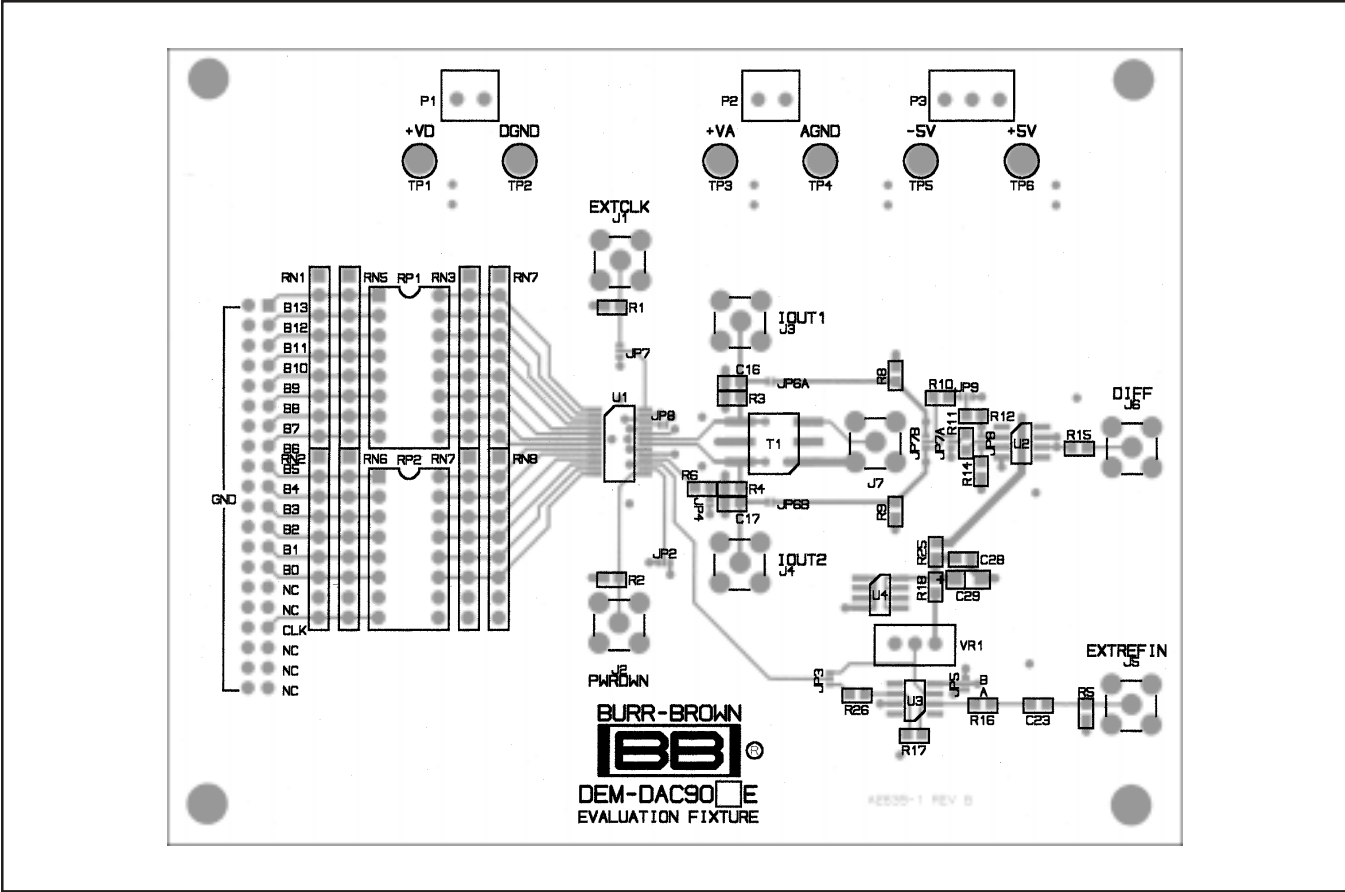 P1
P2
P3
+VD
DGND
+VA
AGND
-5V
+5V
TP1
TP2
TP3
TP4
TP5
TP6
EXTCLK
J1
RN1
RN5
RP1
RN3
RN7
B13
B12
B11
B10
B9
B8
B7
B6
B5
B4
B3
B2
B1
B0
NC
NC
CLK
NC
NC
NC
GND
RN2
RN6
RP2
RN7
RN8
R1
JP7
U1
JP8
IOUT1
J3
C16
JP6A
R3
T1
J7
R6
R4
JP4
C17
JP6B
IOUT2
J4
JP2
R2
J2
PWRDWN
R8
R9
JP7B
JP7A
R10
JP9
R11
R12
JP8
R14
U2
R15
DIFF
J6
R25
C28
R18
C29
U4
VR1
JP3
R26
U3
JP5
B
A
R16
C23
R5
R17
EXTREFIN
J5
BURR-BROWN
BB ®
DEM-DAC90 E
EVALUATION FIXTURE